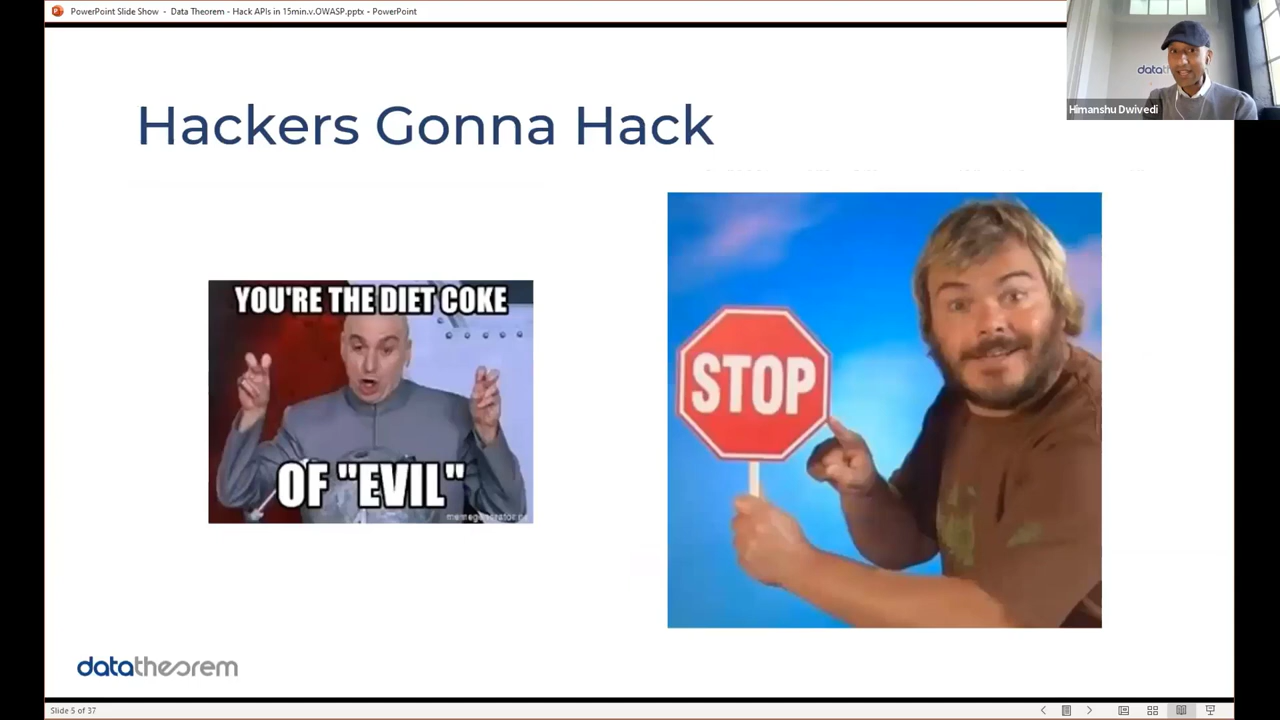 PowerPoint Slide Show - Data Theorem - Hack APIs in 15min.v.OWASP.pptx - PowerPoint
Himanshu Dwivedi
Hackers Gonna Hack
YOU'RE THE DIET COKE
OF "EVIL"
STOP
datatheorem
Slide 5 of 37